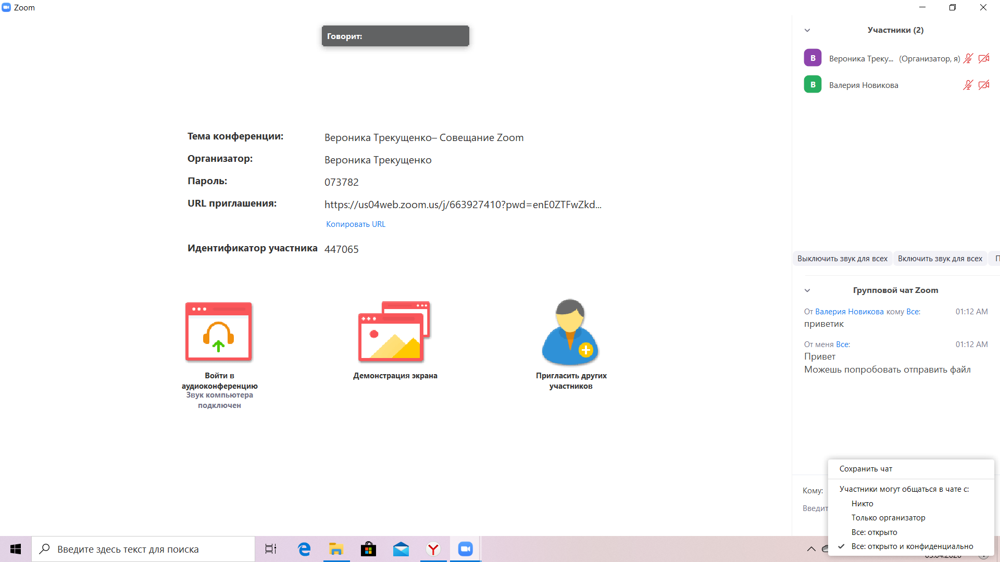 Zoom
Говорит:
Участники (2)
В Вероника Треку... (Организатор, я)
В Валерия Новикова
Тема конференции: Вероника Трекущенко– Совещание Zoom
Организатор: Вероника Трекущенко
Пароль: 073782
URL приглашения: https://us04web.zoom.us/j/663927410?pwd=enE0ZTFwZkd...
Копировать URL
Идентификатор участника 447065
Войти в
аудиоконференцию
Звук компьютера
подключен
Демонстрация экрана
Пригласить других
участников
Выключить звук для всех Включить звук для всех
Групповой чат Zoom
От Валерия Новикова кому Все: 01:12 AM
приветик
От меня Все: 01:12 AM
Привет
Можешь попробовать отправить файл
Кому:
Сохранить чат
Участники могут общаться в чате с:
Никто
Только организатор
Все: открыто
Все: открыто и конфиденциально
Введите здесь текст для поиска